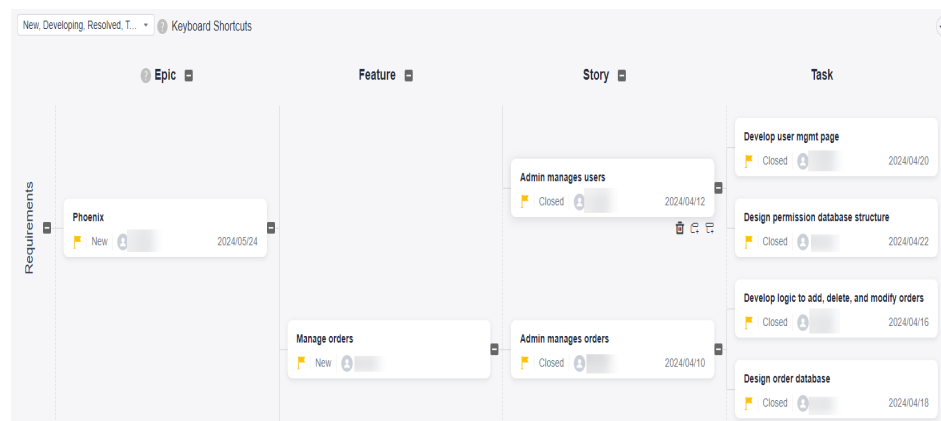 New, Developing, Resolved, T...
? Keyboard Shortcuts
? Epic
Feature
Story
Task
Requirements
Phoenix
New
2024/05/24
Manage orders
New
Admin manages users
Closed
2024/04/12
Admin manages orders
Closed
2024/04/10
Develop user mgmt page
Closed
2024/04/20
Design permission database structure
Closed
2024/04/22
Develop logic to add, delete, and modify orders
Closed
2024/04/16
Design order database
Closed
2024/04/18